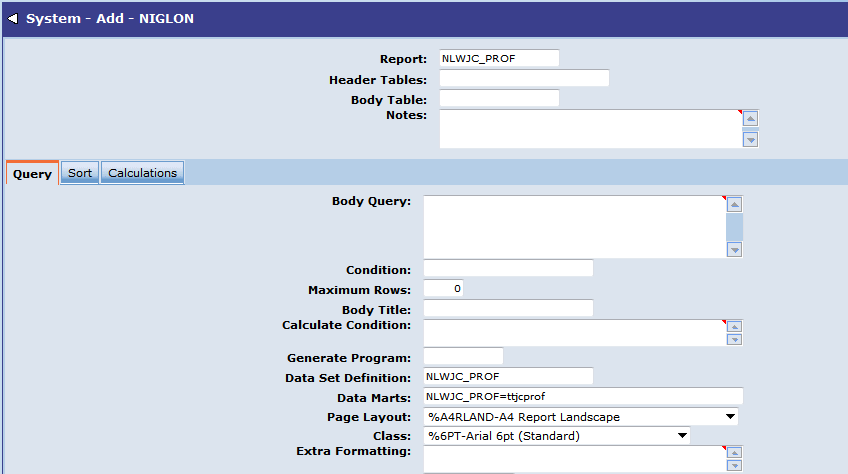 System - Add - NIGLON
Report: NLWJC_PROF
Header Tables:
Body Table:
Notes:
Query Sort Calculations
Body Query:
Condition:
Maximum Rows: 0
Body Title:
Calculate Condition:
Generate Program:
Data Set Definition: NLWJC_PROF
Data Marts: NLWJC_PROF=ttjcprof
Page Layout: %A4RLAND-A4 Report Landscape
Class: %6PT-Arial 6pt (Standard)
Extra Formatting: